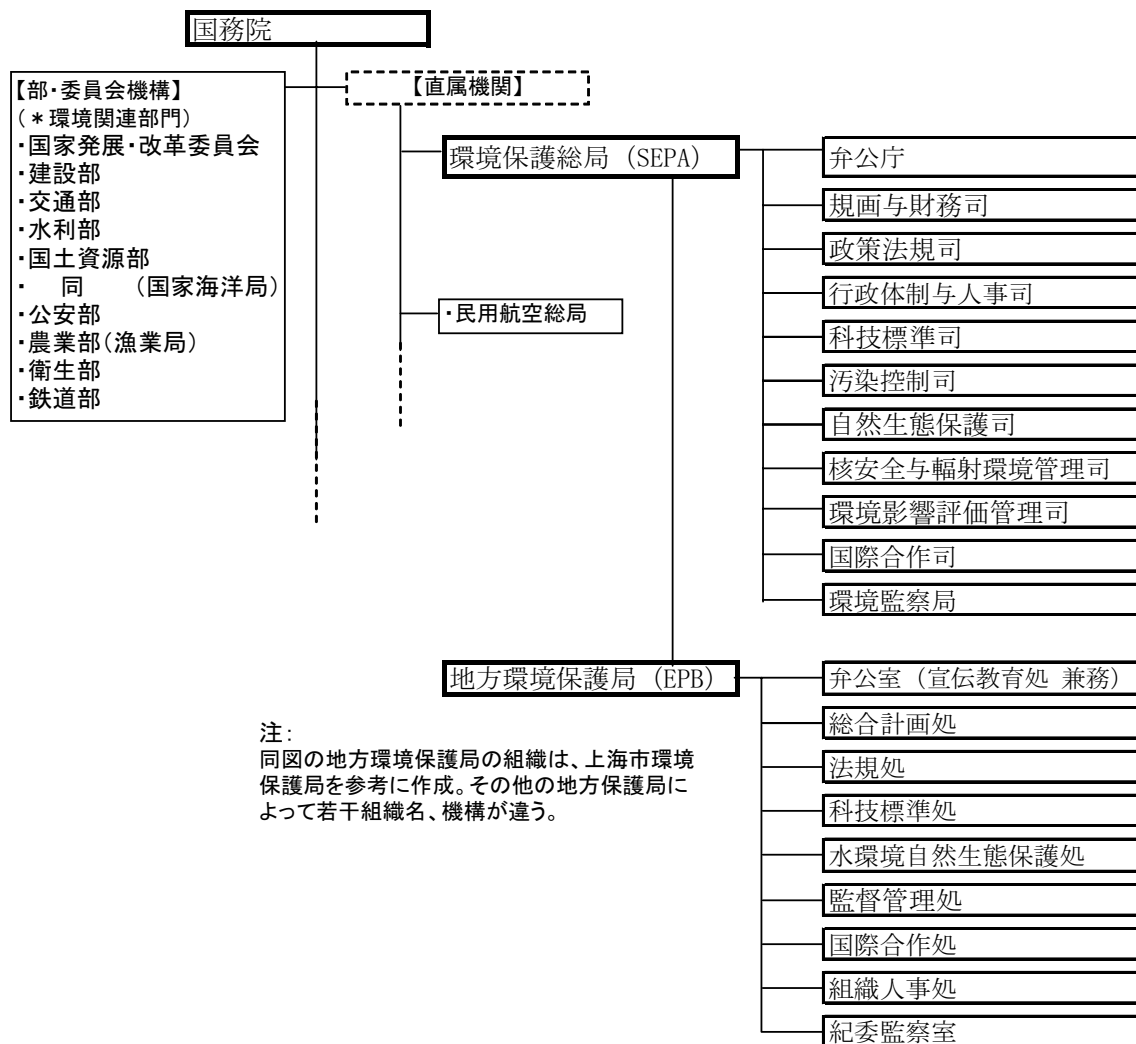 国務院
【部・委員会機構】
(*環境関連部門)
・国家発展・改革委員会
・建設部
・交通部
・水利部
・国土資源部
・　同　　（国家海洋局）
・公安部
・農業部（漁業局）
・衛生部
・鉄道部
【直属機関】
環境保護総局（SEPA）
・民用航空総局
弁公庁
規画与財務司
政策法規司
行政体制与人事司
科技標準司
汚染控制司
自然生態保護司
核安全与輻射環境管理司
環境影響評価管理司
国際合作司
環境監察局
地方環境保護局（EPB）
弁公室（宣伝教育処 兼務）
総合計画処
法規処
科技標準処
水環境自然生態保護処
監督管理処
国際合作処
組織人事処
紀委監察室
注：
同図の地方環境保護局の組織は、上海市環境
保護局を参考に作成。その他の地方保護局に
よって若干組織名、機構が違う。